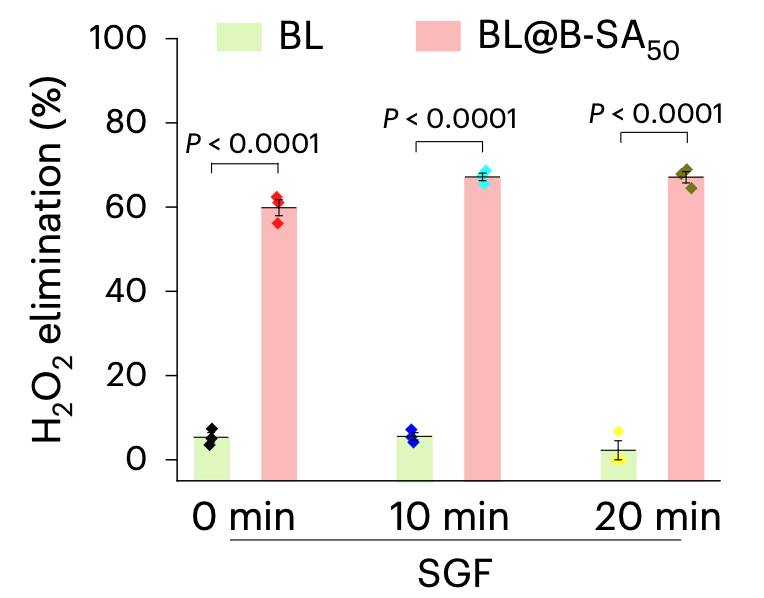 BL
BL@B-SA50
H2O2 elimination (%)
100
80
60
40
20
0
P < 0.0001
P < 0.0001
P < 0.0001
0 min
10 min
20 min
SGF